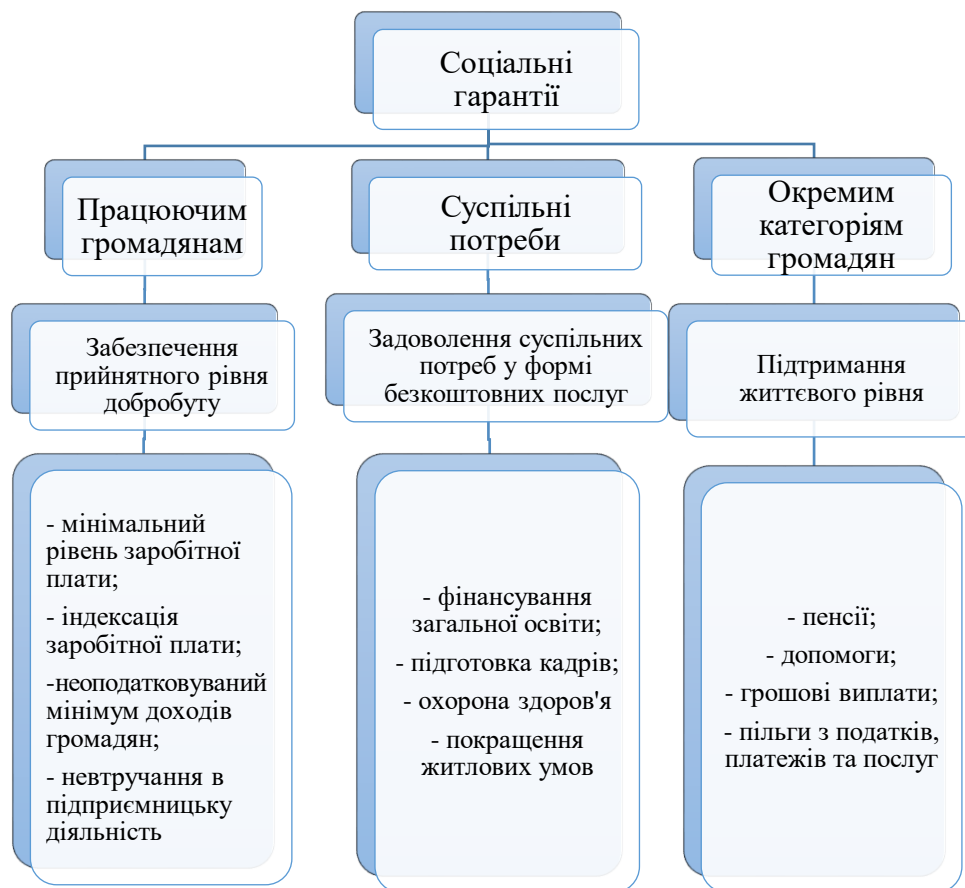 Соціальні
гарантії
Працюючим
громадянам
Суспільні
потреби
Окремим
категоріям
громадян
Забезпечення
прийнятного рівня
добробуту
Задоволення суспільних
потреб у формі
безкоштовних послуг
Підтримання
життєвого рівня
- мінімальний
рівень заробітної
плати;
- індексація
заробітної плати;
-неоподатковуваний
мінімум доходів
громадян;
- невтручання в
підприємницьку
діяльність
- фінансування
загальної освіти;
- підготовка кадрів;
- охорона здоров'я
- покращення
житлових умов
- пенсії;
- допомоги;
- грошові виплати;
- пільги з податків,
платежів та послуг